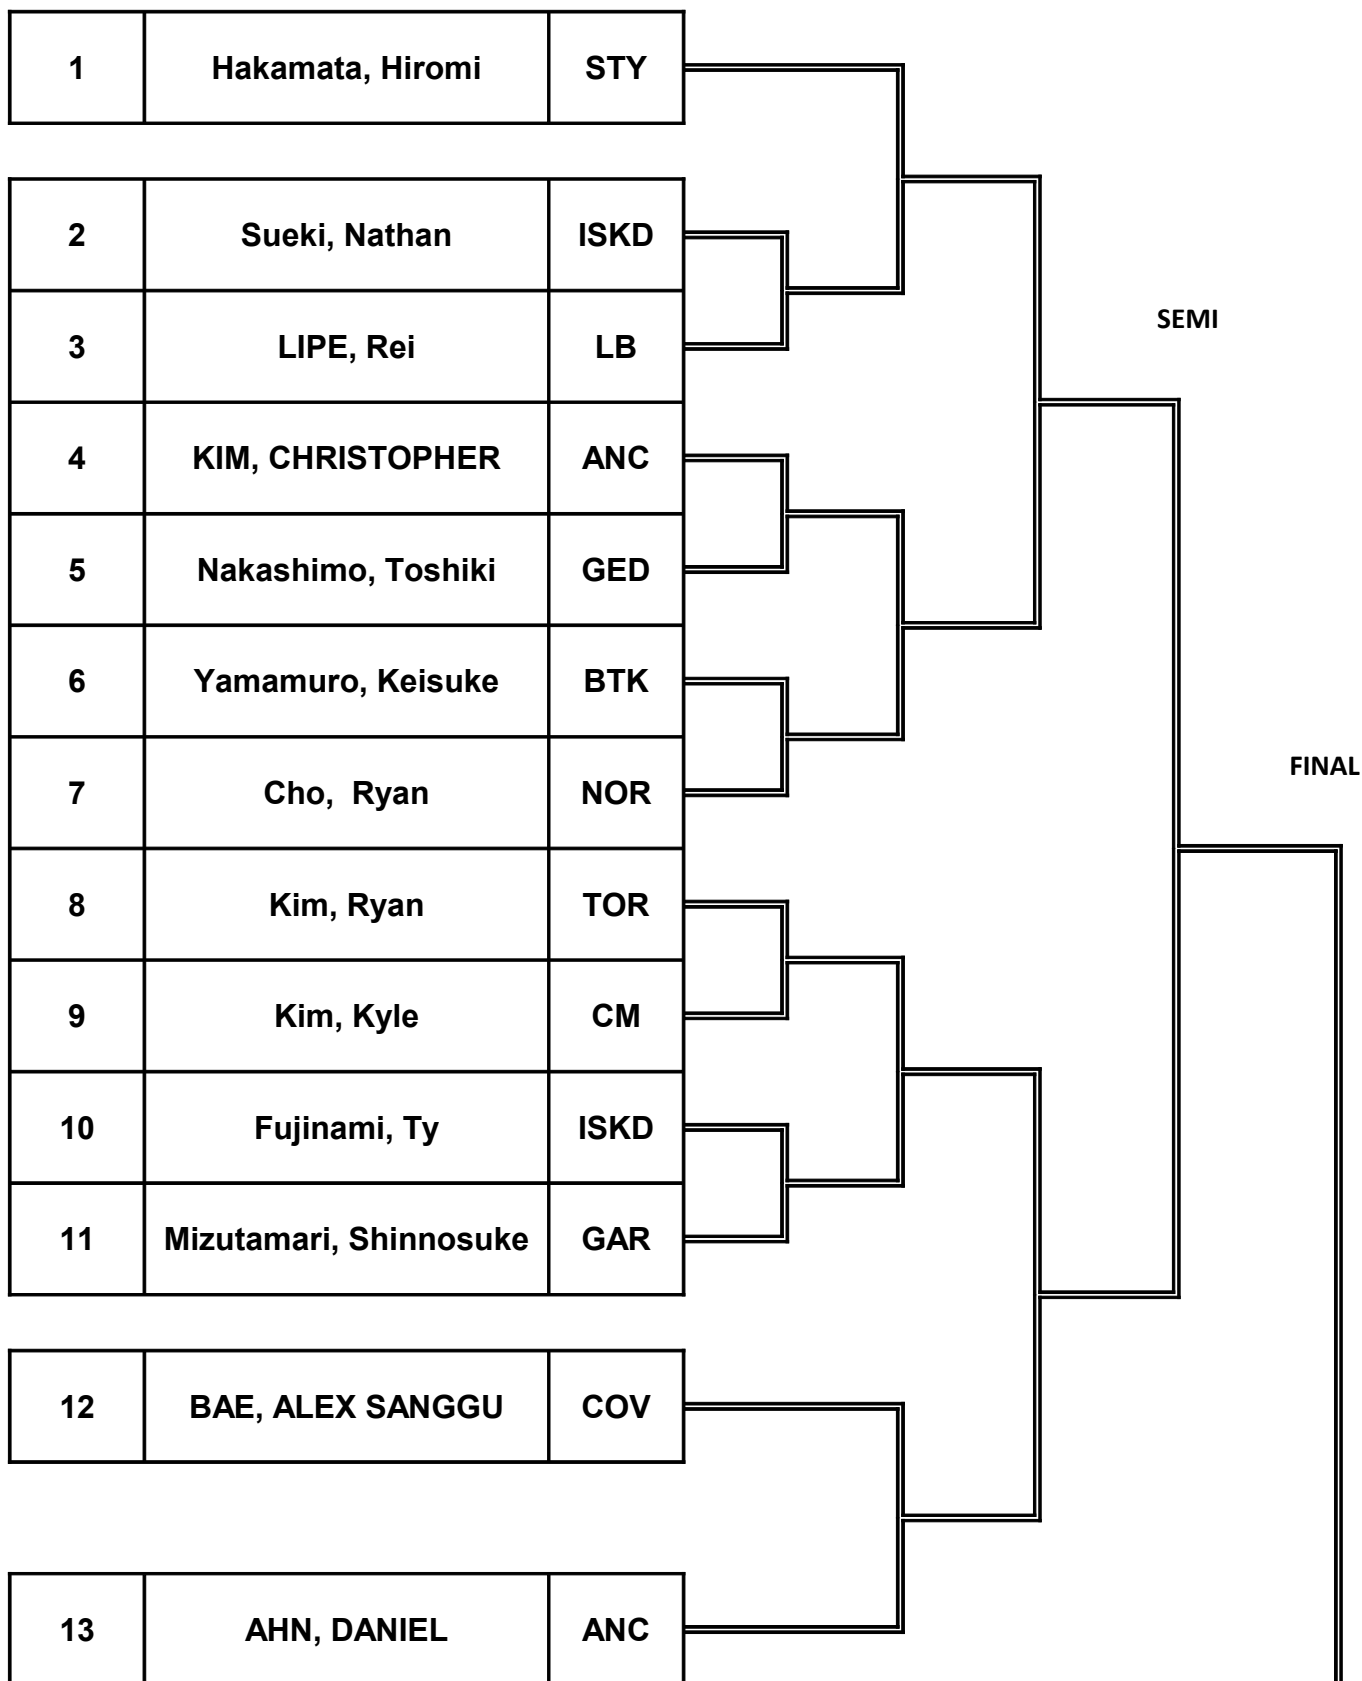 1 Hakamata, Hiromi STY
2 Sueki, Nathan ISKD
SEMI
3 LIPE, Rei LB
4 KIM, CHRISTOPHER ANC
5 Nakashimo, Toshiki GED
6 Yamamuro, Keisuke BTK
FINAL
7 Cho,  Ryan NOR
8 Kim, Ryan TOR
9 Kim, Kyle CM
10 Fujinami, Ty ISKD
11 Mizutamari, Shinnosuke GAR
12 BAE, ALEX SANGGU COV
13 AHN, DANIEL ANC